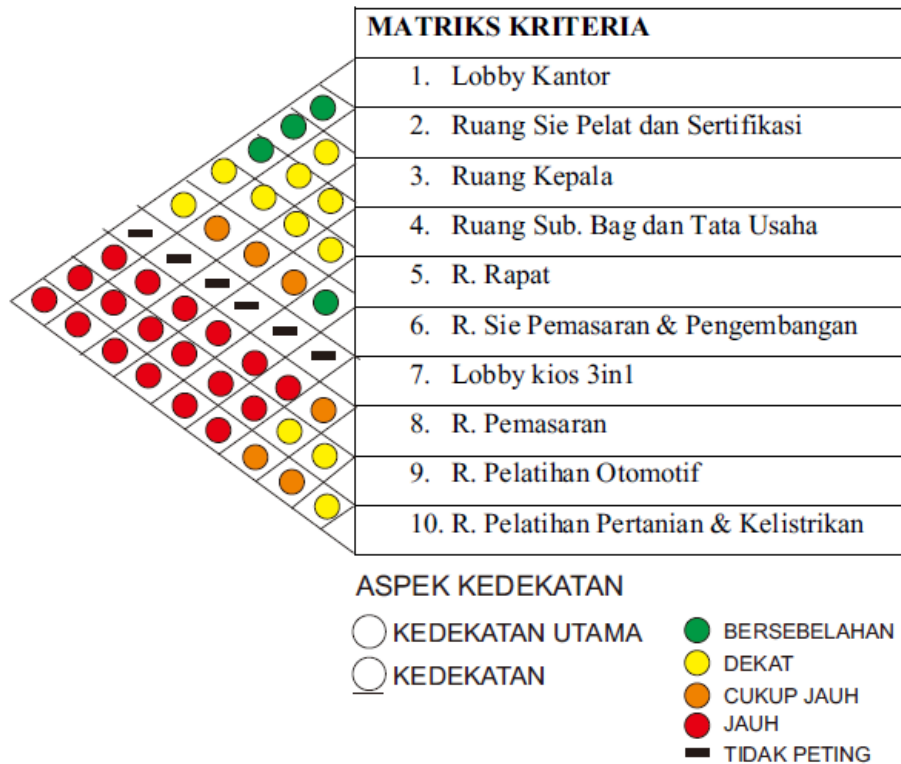 MATRIKS KRITERIA
1. Lobby Kantor
2. Ruang Sie Pelat dan Sertifikasi
3. Ruang Kepala
4. Ruang Sub. Bag dan Tata Usaha
5. R. Rapat
6. R. Sie Pemasaran & Pengembangan
7. Lobby kios 3in1
8. R. Pemasaran
9. R. Pelatihan Otomotif
10. R. Pelatihan Pertanian & Kelistrikan
ASPEK KEDEKATAN
KEDEKATAN UTAMA
KEDEKATAN
BERSEBELAHAN
DEKAT
CUKUP JAUH
JAUH
TIDAK PETING